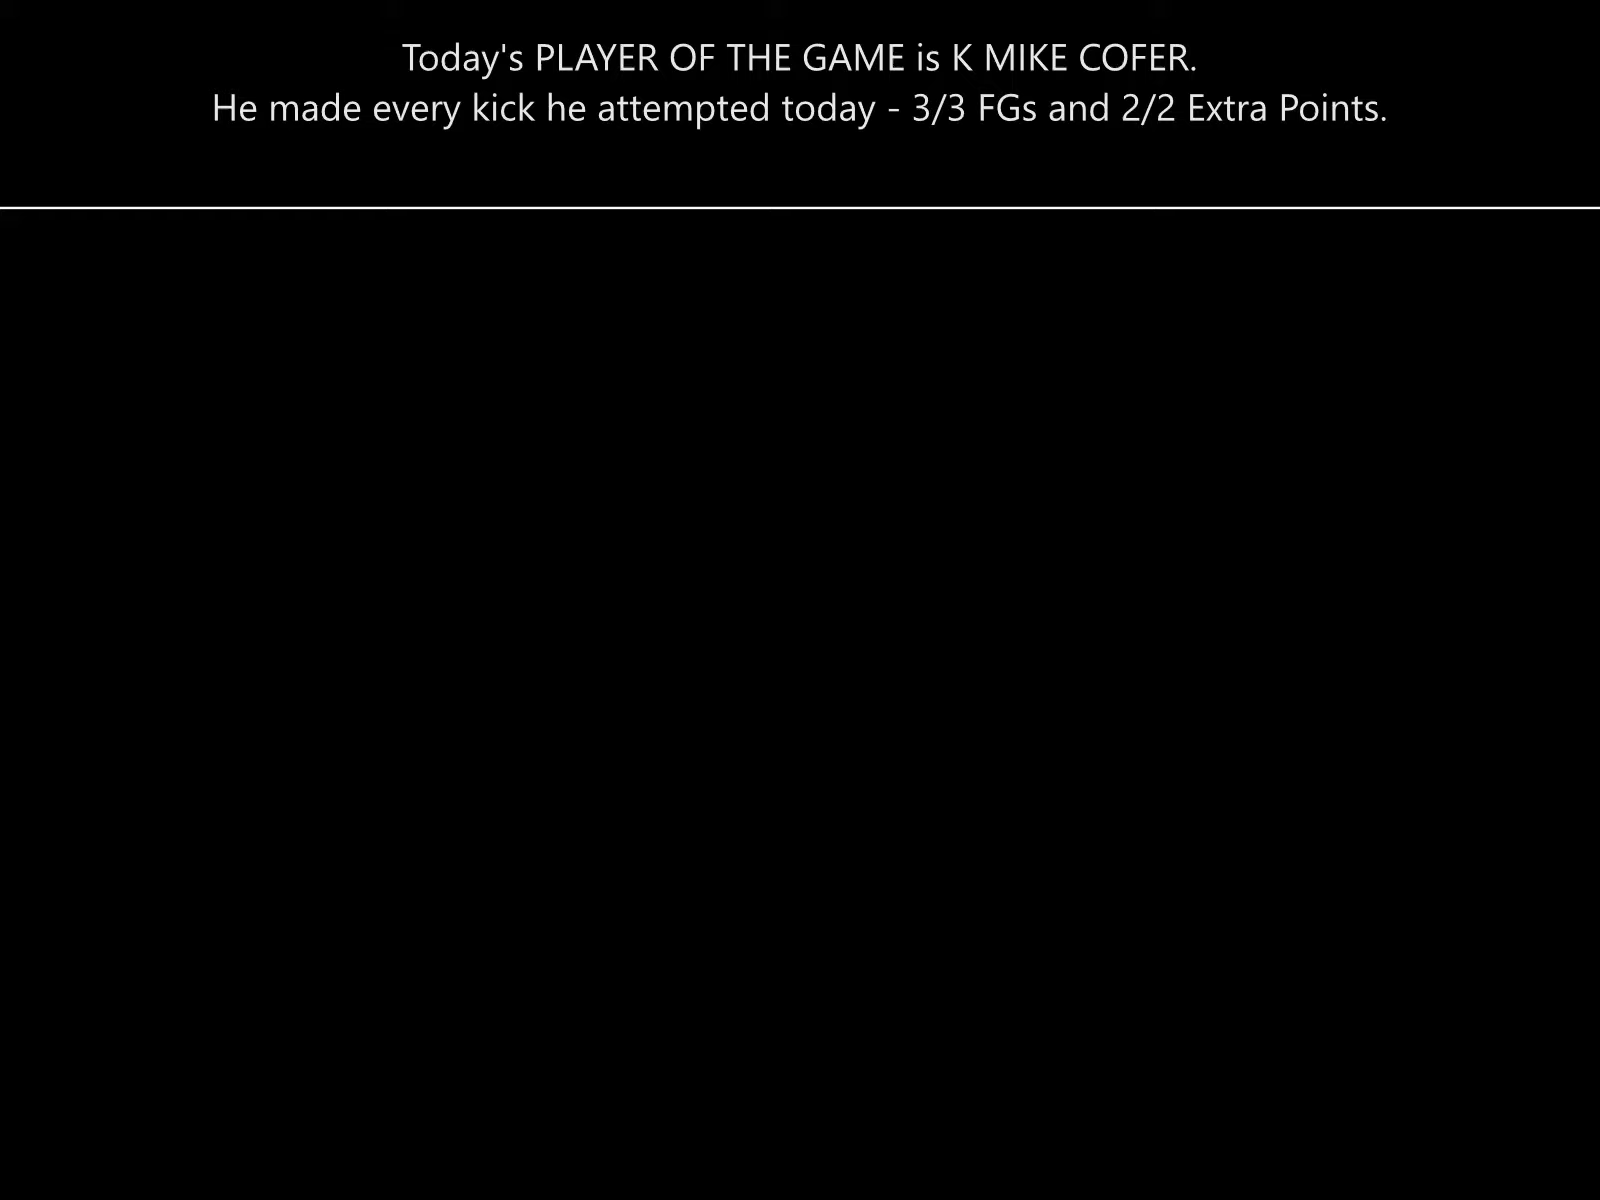 Today's PLAYER OF THE GAME is K MIKE COFER.
He made every kick he attempted today - 3/3 FGs and 2/2 Extra Points.